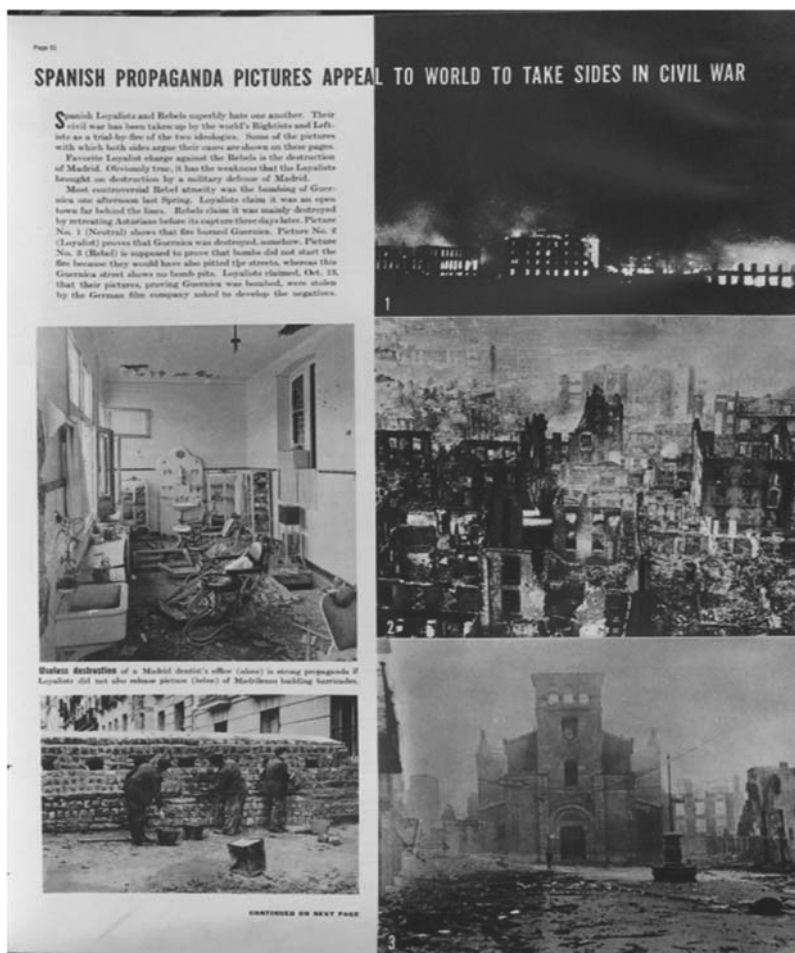 Page 51
SPANISH PROPAGANDA PICTURES APPEAL TO WORLD TO TAKE SIDES IN CIVIL WAR
Spanish Loyalists and Rebels superbly hate one another. Their
civil war has been taken up by the world's Rightists and Left-
ists as a trial-by-fire of the two ideologies. Some of the pictures
with which both sides argue their cases are shown on these pages.
Favorite Loyalist charge against the Rebels is the destruction
of Madrid. Obviously true, it has the weakness that the Loyalists
brought on destruction by a military defense of Madrid.
Most controversial Rebel atrocity was the bombing of Guer-
nica one afternoon last Spring. Loyalists claim it was an open
town far behind the lines. Rebels claim it was mainly destroyed
by retreating Asturians before its capture three days later. Picture
No. 1 (Neutral) shows that fire burned Guernica. Picture No. 2
(Loyalist) proves that Guernica was destroyed, somehow. Picture
No. 3 (Rebel) is supposed to prove that bombs did not start the
fire because they would have also pitted the streets, whereas this
Guernica street shows no bomb pits. Loyalists claimed, Oct. 13,
that their pictures, proving Guernica was bombed, were stolen
by the German film company asked to develop the negatives.
1
2
Useless destruction of a Madrid dentist's office (above) is strong propaganda if
Loyalists did not also release picture (below) of Madrilenos building barricades.
3
CONTINUED ON NEXT PAGE